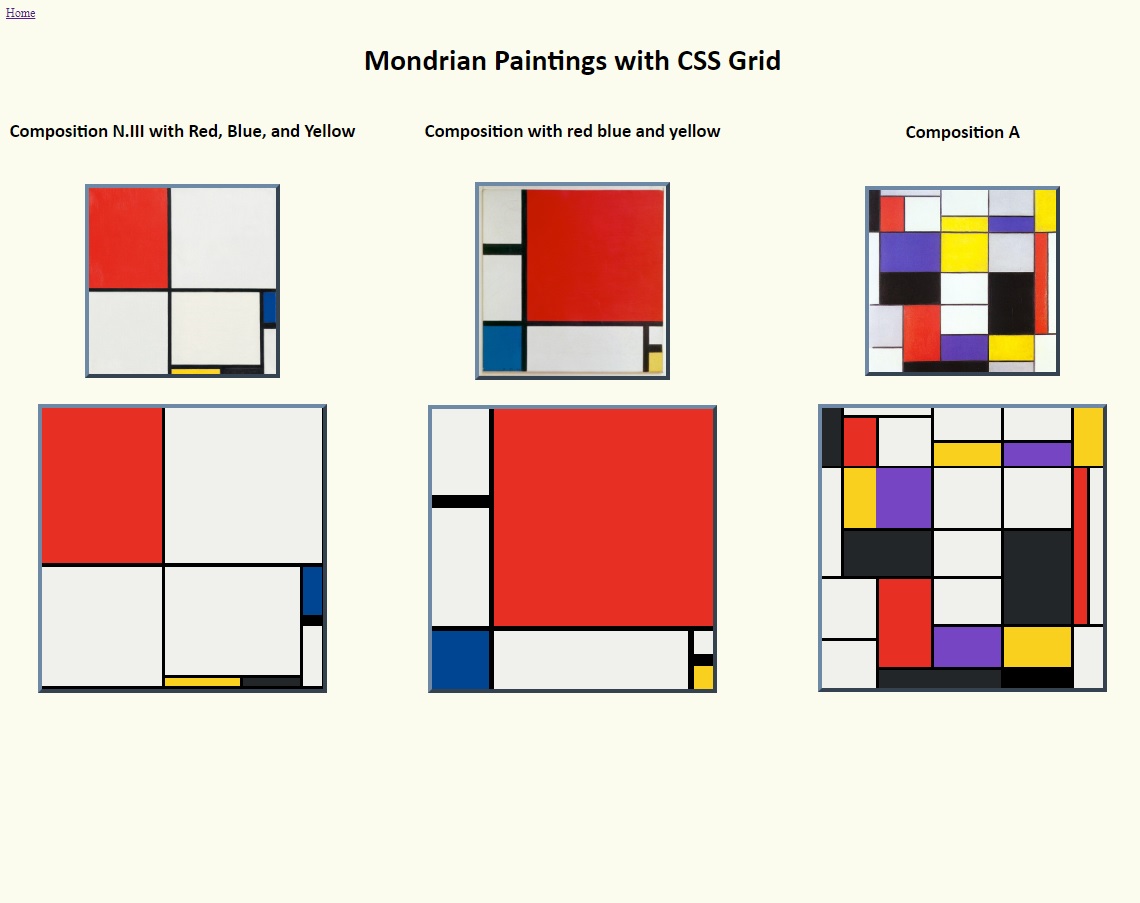 Home
Mondrian Paintings with CSS Grid
Composition N.III with Red, Blue, and Yellow
Composition with red blue and yellow
Composition A